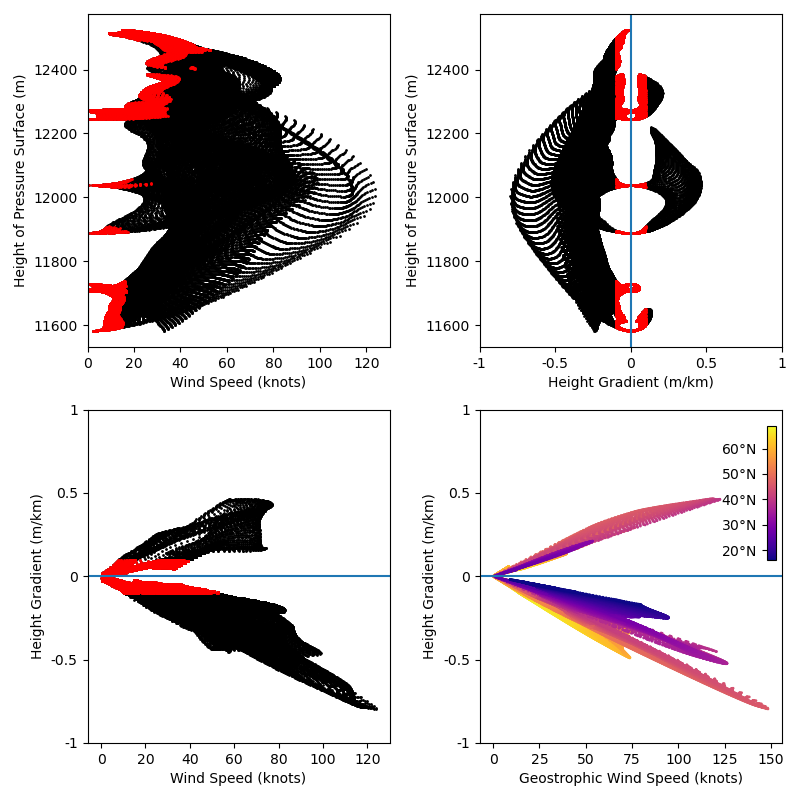 12400
12200
12000
11800
11600
Height of Pressure Surface (m)
0 20 40 60 80 100 120
Wind Speed (knots)
12400
12200
12000
11800
11600
Height of Pressure Surface (m)
-1 -0.5 0 0.5 1
Height Gradient (m/km)
1
0.5
0
-0.5
-1
Height Gradient (m/km)
0 20 40 60 80 100 120
Wind Speed (knots)
1
0.5
0
-0.5
-1
Height Gradient (m/km)
60°N
50°N
40°N
30°N
20°N
0 25 50 75 100 125 150
Geostrophic Wind Speed (knots)